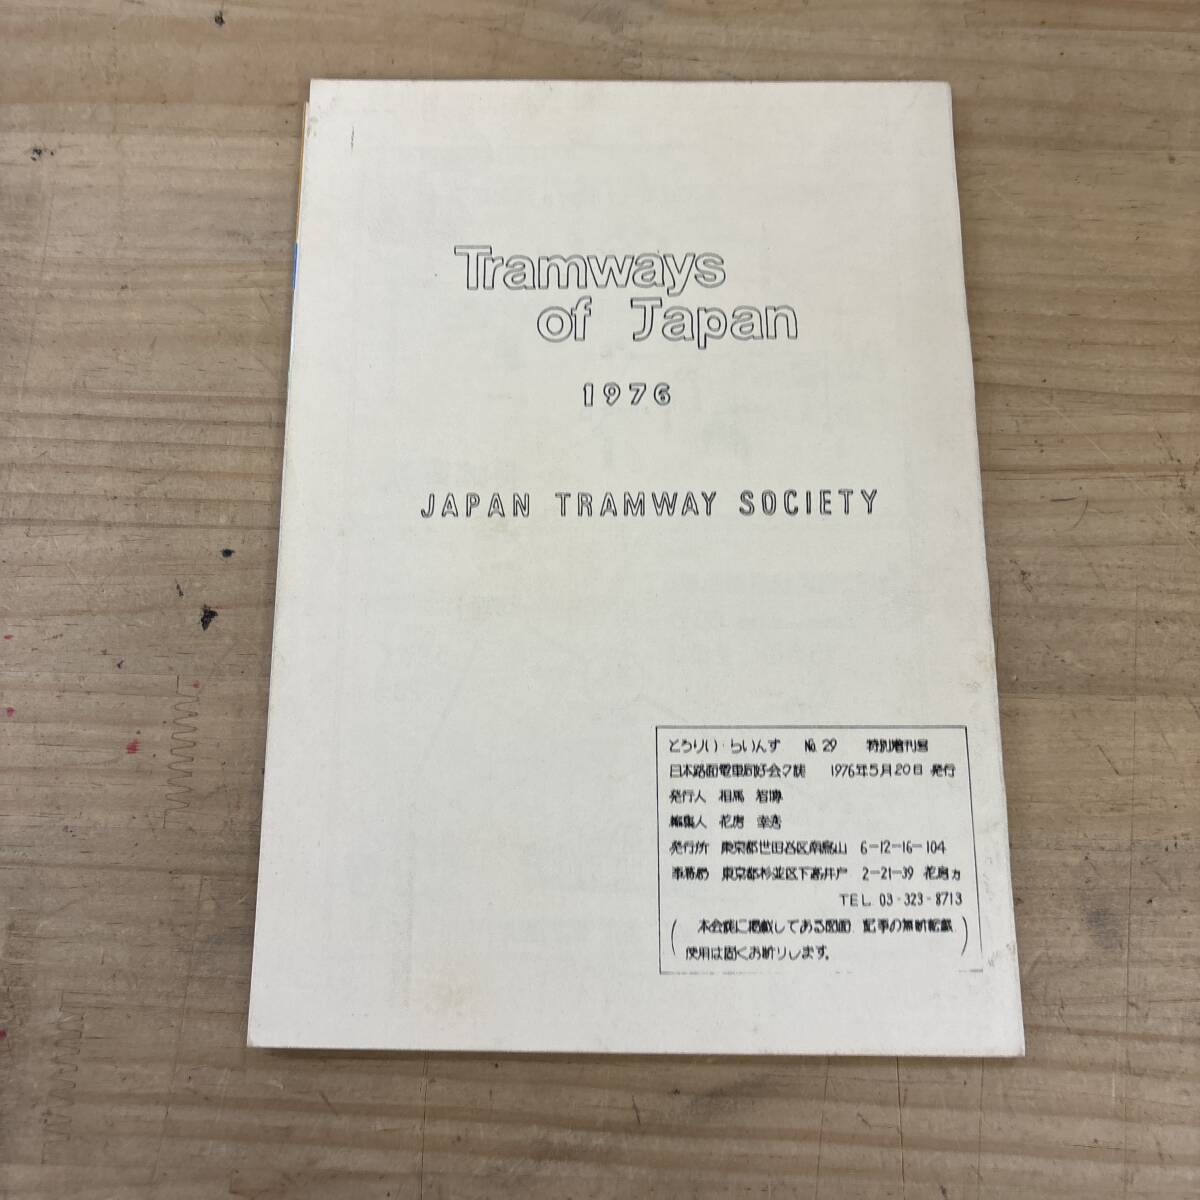 Tramways
of Japan
1976
JAPAN TRAMWAY SOCIETY
とろりい・らいんす № 29 特別増刊号
日本路面電車同好会々誌 1976年5月20日 発行
発行人 相馬
編集人 花房 幸秀
発行所 東京都世田谷区南烏山 6-12-16-104
事務局 東京都杉並区下高井戸 2-21-39 花房方
TEL 03-323-8713
( 本会誌に掲載してある図面 記事の無断転載
使用は固くお断りします。 )